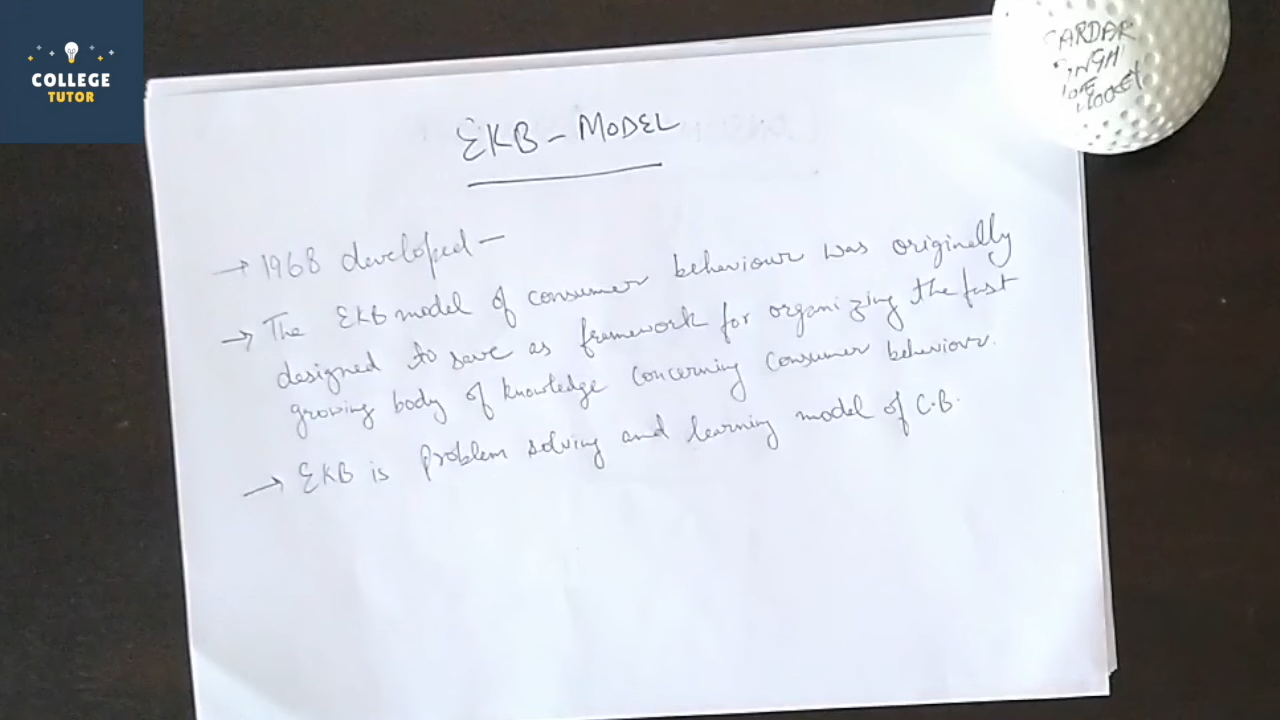 COLLEGE
TUTOR
EKB - MODEL
→ 1968 developed -
→ The EKB model of consumer behaviour was originally
designed to save as framework for organizing the fast
growing body of knowledge concerning consumer behaviour.
→ EKB is problem solving and learning model of C.B.
SINGH